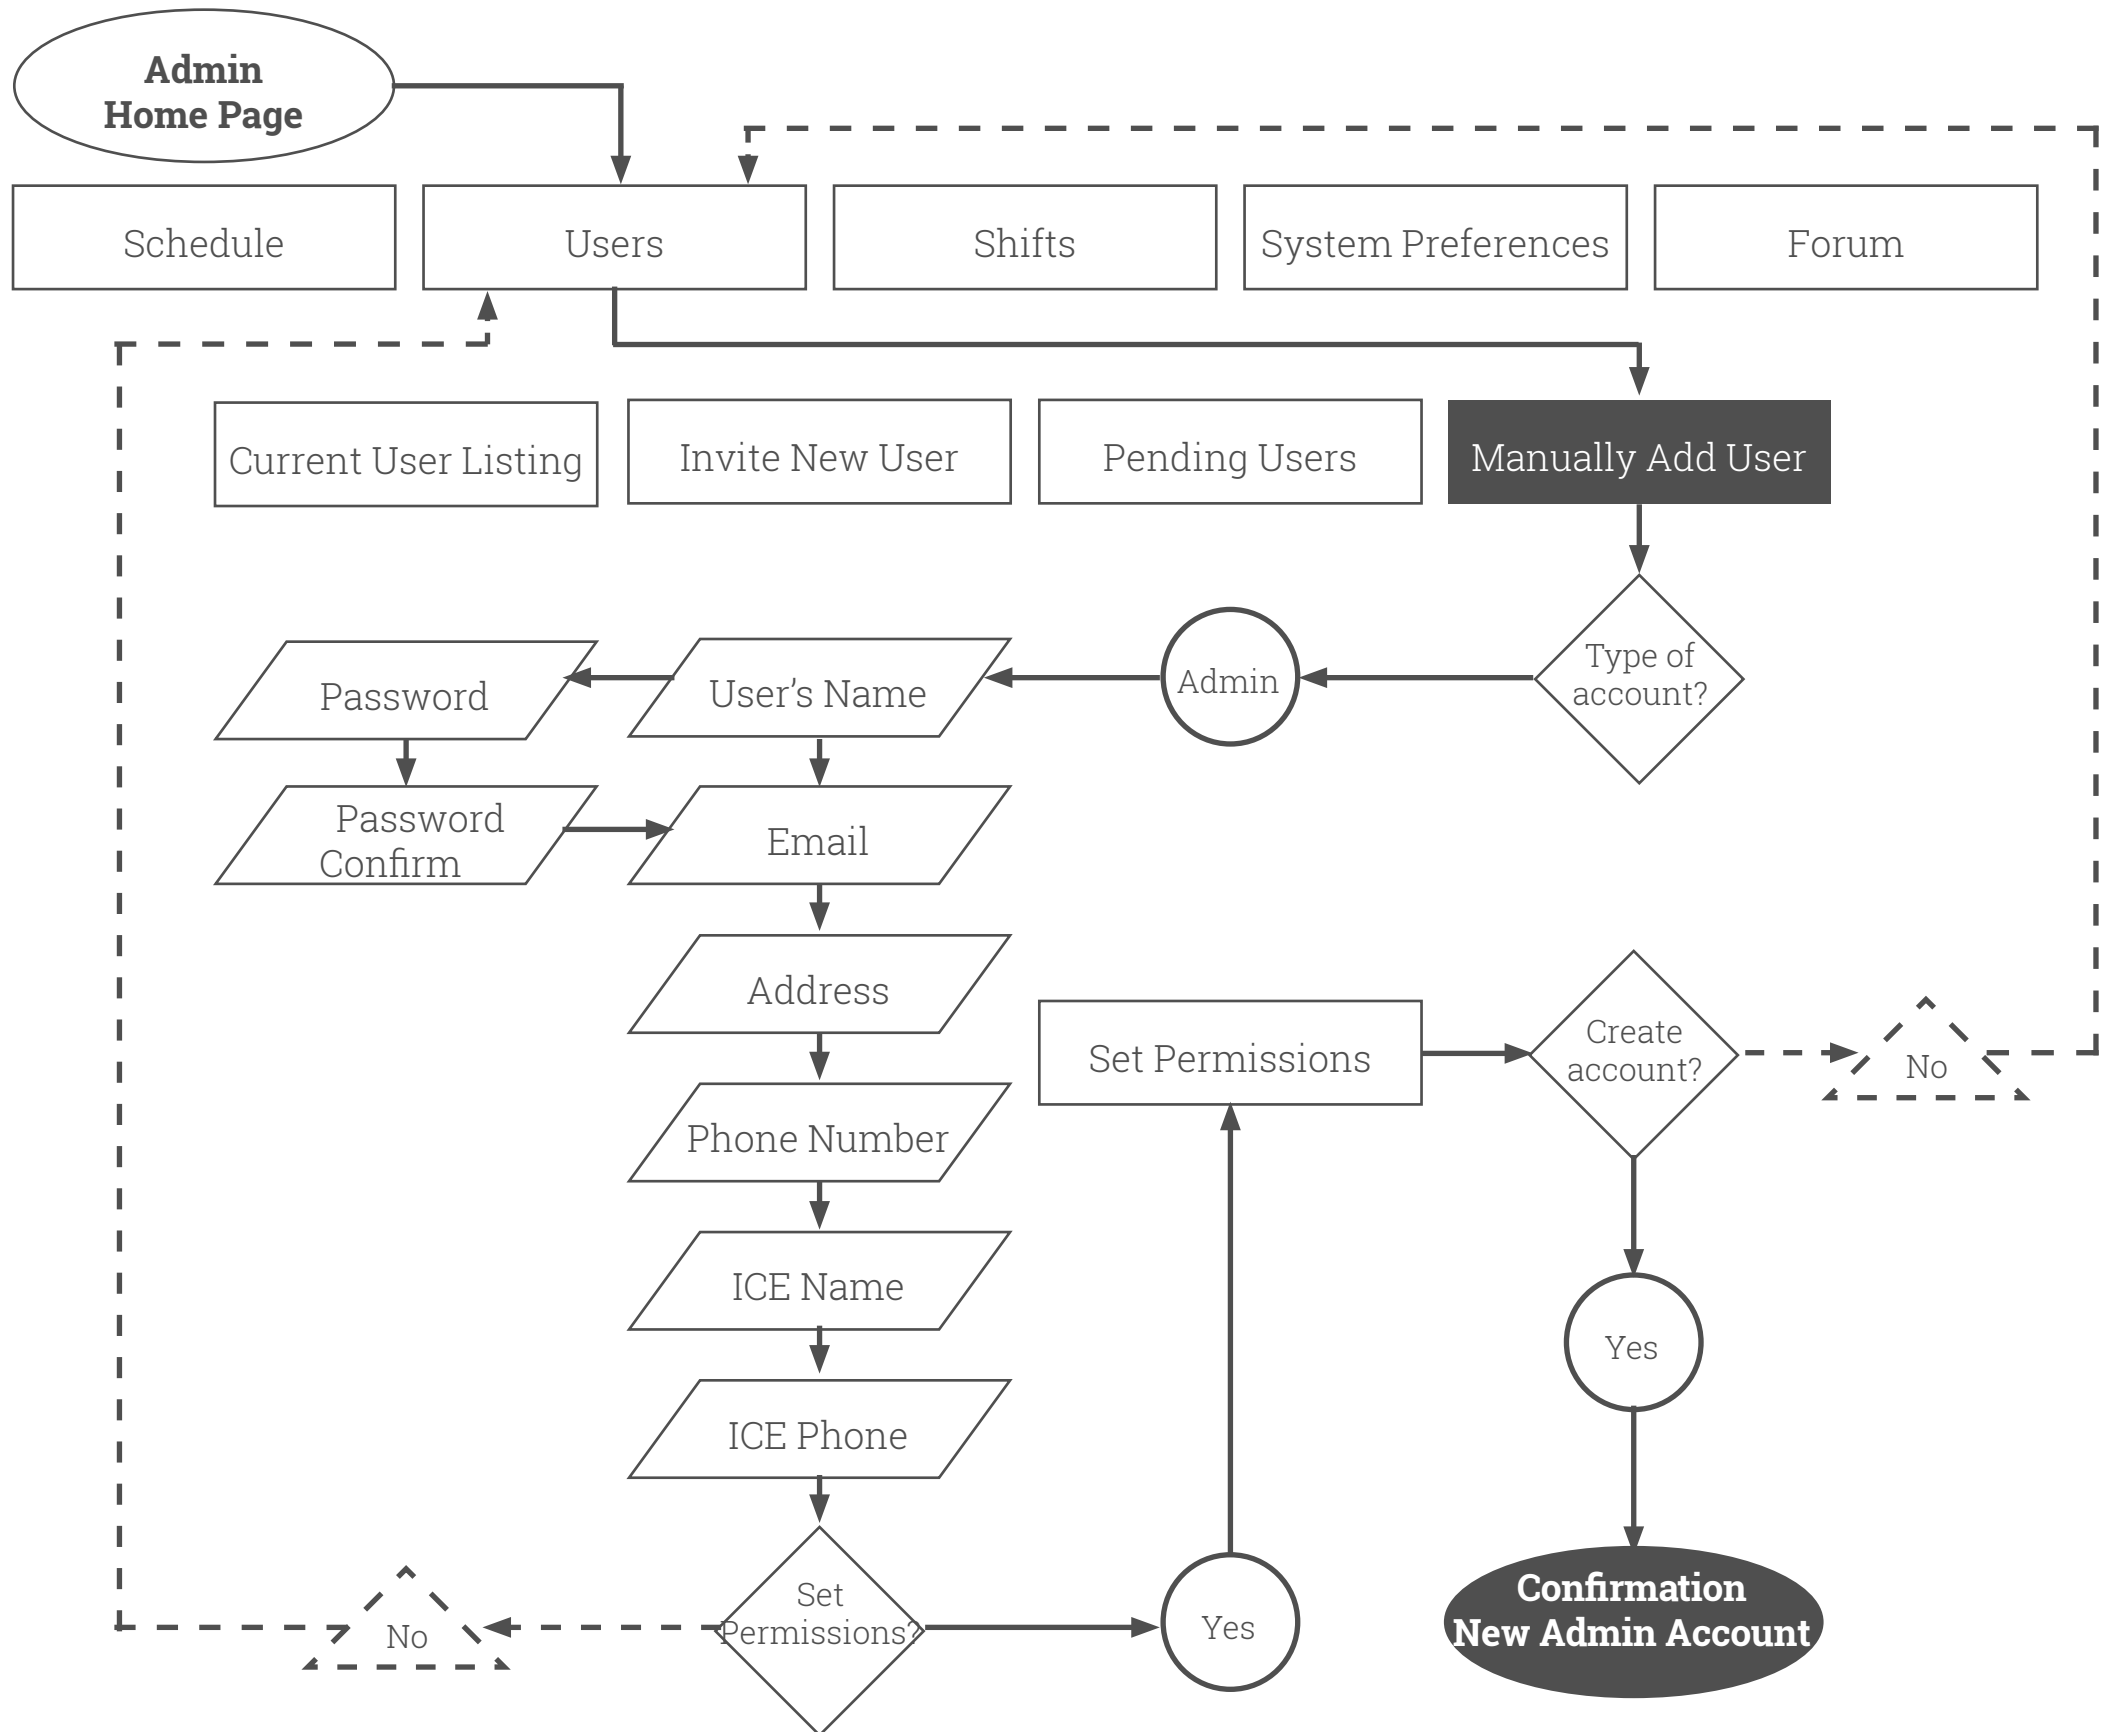 Admin
Home Page
Schedule
Users
Shifts
System Preferences
Forum
Current User Listing
Invite New User
Pending Users
Manually Add User
Type of
account?
Admin
User’s Name
Password
Password
Confirm
Email
Address
Phone Number
ICE Name
ICE Phone
Set
Permissions?
No
Yes
Set Permissions
Create
account?
No
Yes
Confirmation
New Admin Account